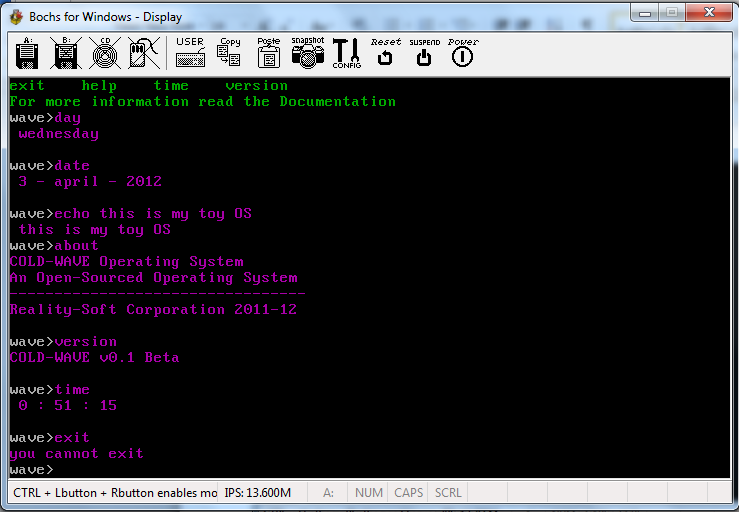 Bochs for Windows - Display
A: B: CD USER Copy Paste snapshot CONFIG Reset SUSPEND Power
exit help time version
For more information read the Documentation
wave>day
wednesday
wave>date
3 - april - 2012
wave>echo this is my toy OS
this is my toy OS
wave>about
COLD-WAVE Operating System
An Open-Sourced Operating System
---------------------------------
Reality-Soft Corporation 2011-12
wave>version
COLD-WAVE v0.1 Beta
wave>time
0 : 51 : 15
wave>exit
you cannot exit
wave>
CTRL + Lbutton + Rbutton enables mo IPS: 13.600M A: NUM CAPS SCRL